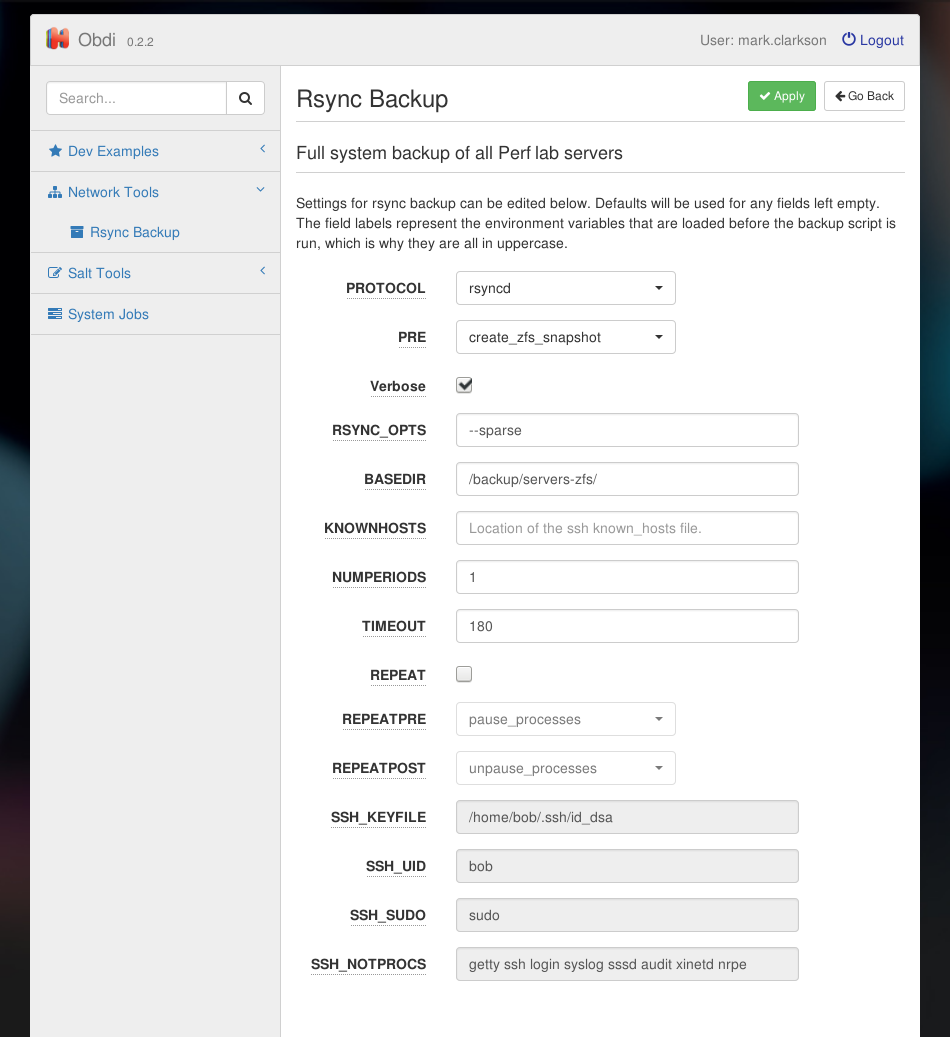 Obdi 0.2.2
User: mark.clarkson Logout
Search...
Dev Examples
Network Tools
Rsync Backup
Salt Tools
System Jobs
Rsync Backup
Apply
Go Back
Full system backup of all Perf lab servers
Settings for rsync backup can be edited below. Defaults will be used for any fields left empty.
The field labels represent the environment variables that are loaded before the backup script is
run, which is why they are all in uppercase.
PROTOCOL rsyncd
PRE create_zfs_snapshot
Verbose
RSYNC_OPTS --sparse
BASEDIR /backup/servers-zfs/
KNOWNHOSTS Location of the ssh known_hosts file.
NUMPERIODS 1
TIMEOUT 180
REPEAT
REPEATPRE pause_processes
REPEATPOST unpause_processes
SSH_KEYFILE /home/bob/.ssh/id_dsa
SSH_UID bob
SSH_SUDO sudo
SSH_NOTPROCS getty ssh login syslog sssd audit xinetd nrpe